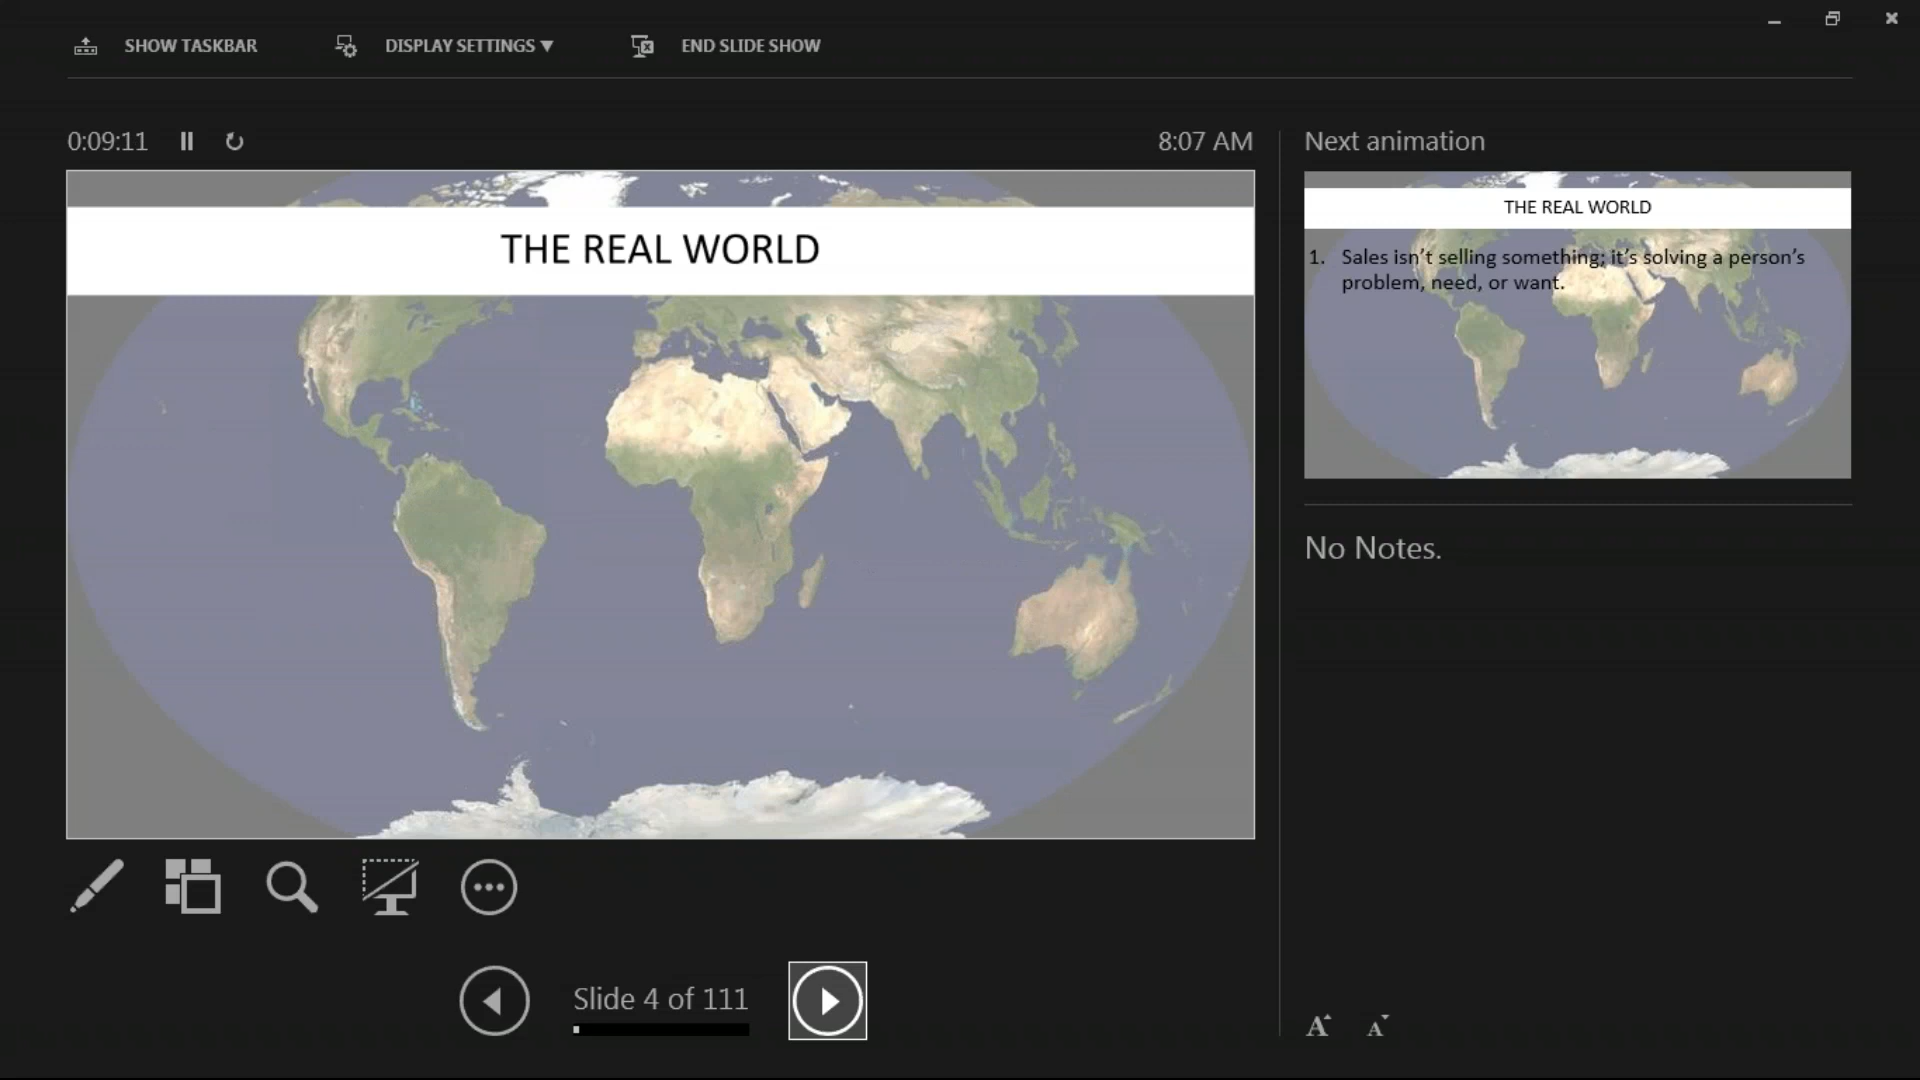 SHOW TASKBAR
DISPLAY SETTINGS ▼
END SLIDE SHOW
0:09:11
8:07 AM
Next animation
THE REAL WORLD
THE REAL WORLD
1. Sales isn't selling something; it's solving a person's
problem, need, or want.
No Notes.
Slide 4 of 111
A A